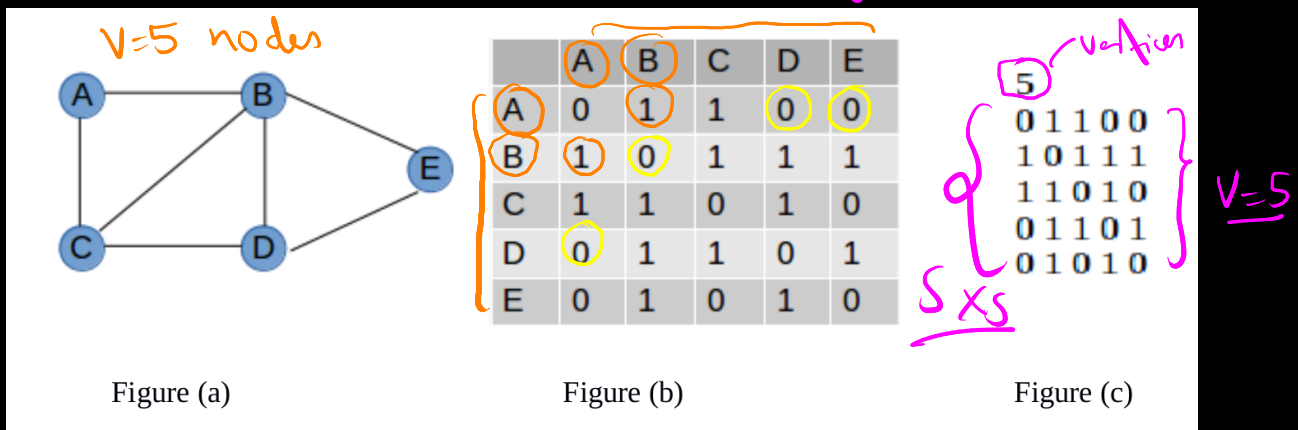 V=5 nodes
A B
C D
E
A B C D E
A 0 1 1 0 0
B 1 0 1 1 1
C 1 1 0 1 0
D 0 1 1 0 1
E 0 1 0 1 0
vertices
5
0 1 1 0 0
1 0 1 1 1
1 1 0 1 0
0 1 1 0 1
0 1 0 1 0
5x5
V=5
Figure (a)
Figure (b)
Figure (c)